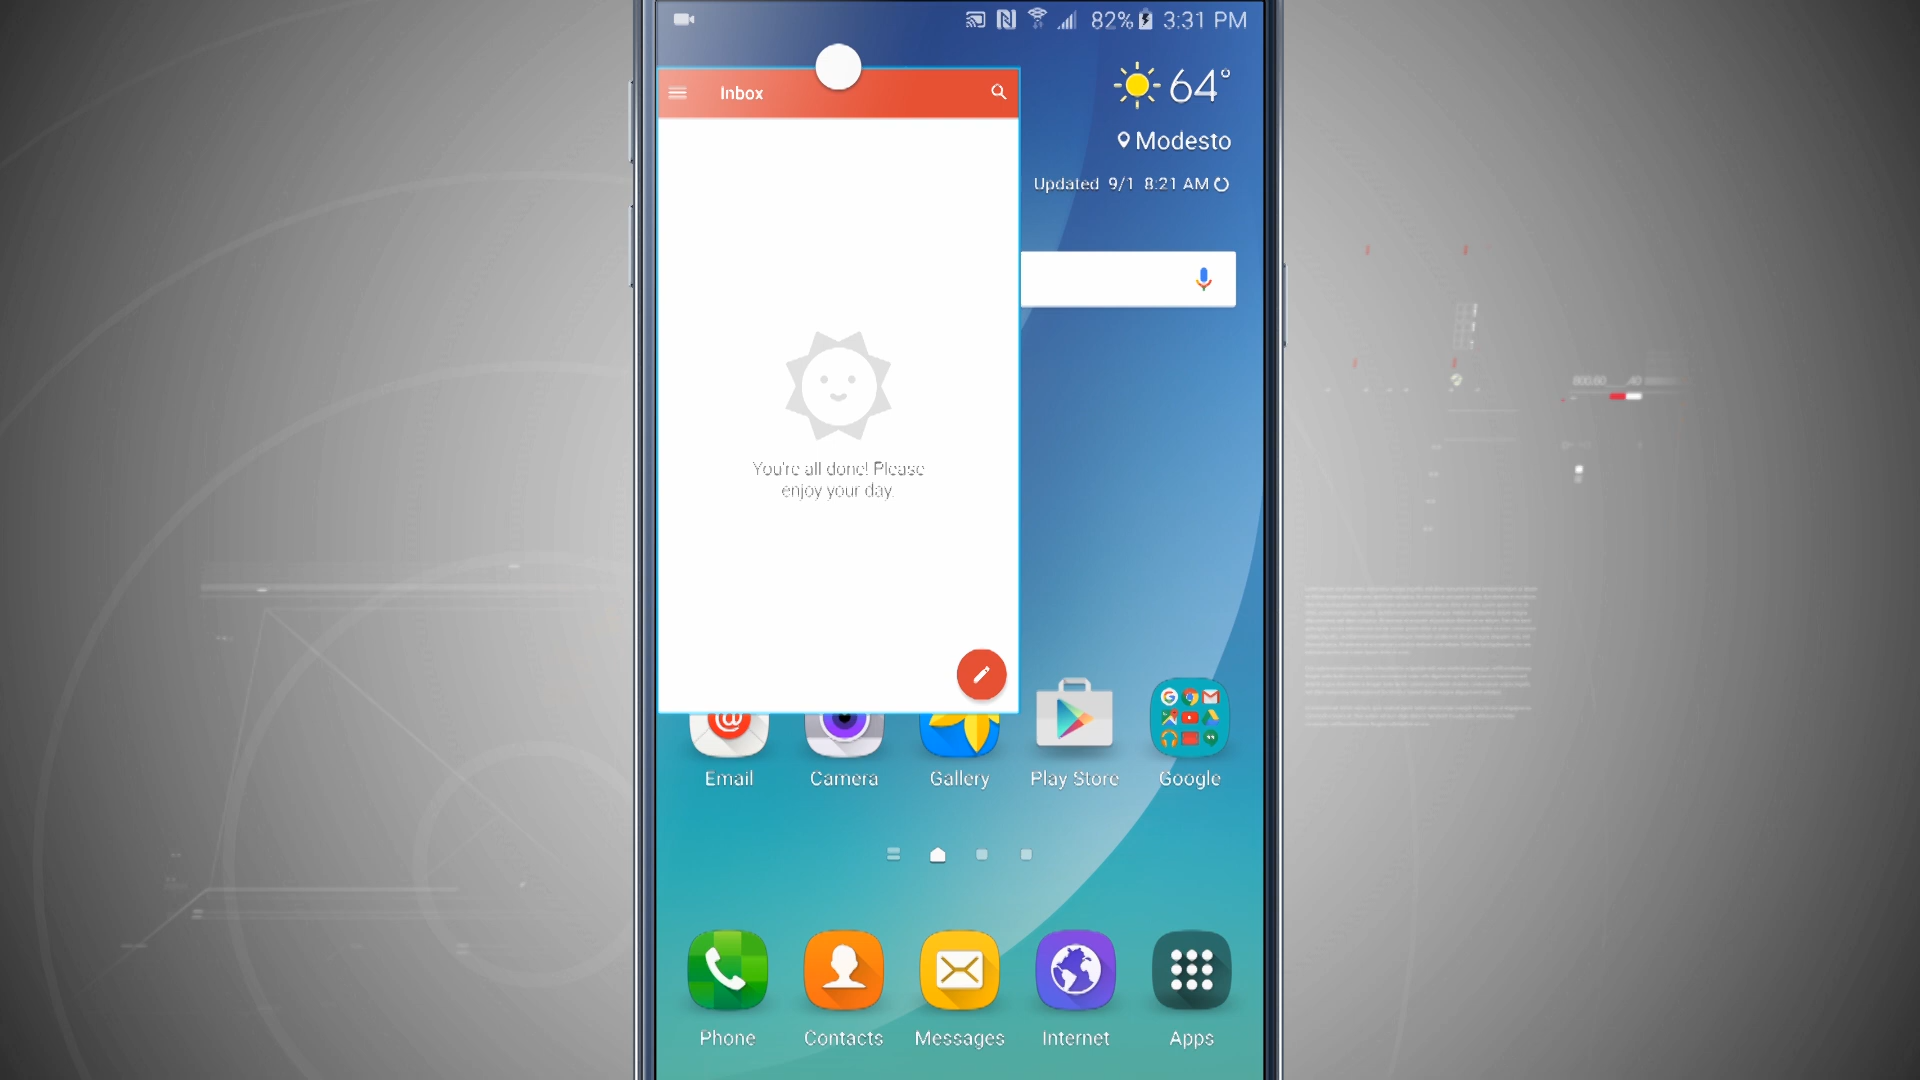 82% 3:31 PM
Inbox
64°
Modesto
Updated 9/1 8:21 AM
You're all done! Please
enjoy your day.
Email Camera Gallery Play Store Google
Phone Contacts Messages Internet Apps